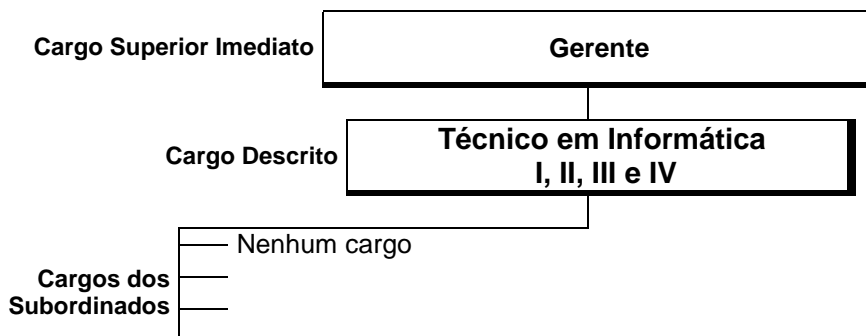 Cargo Superior Imediato
Gerente
Cargo Descrito
Técnico em Informática
I, II, III e IV
Nenhum cargo
Cargos dos
Subordinados